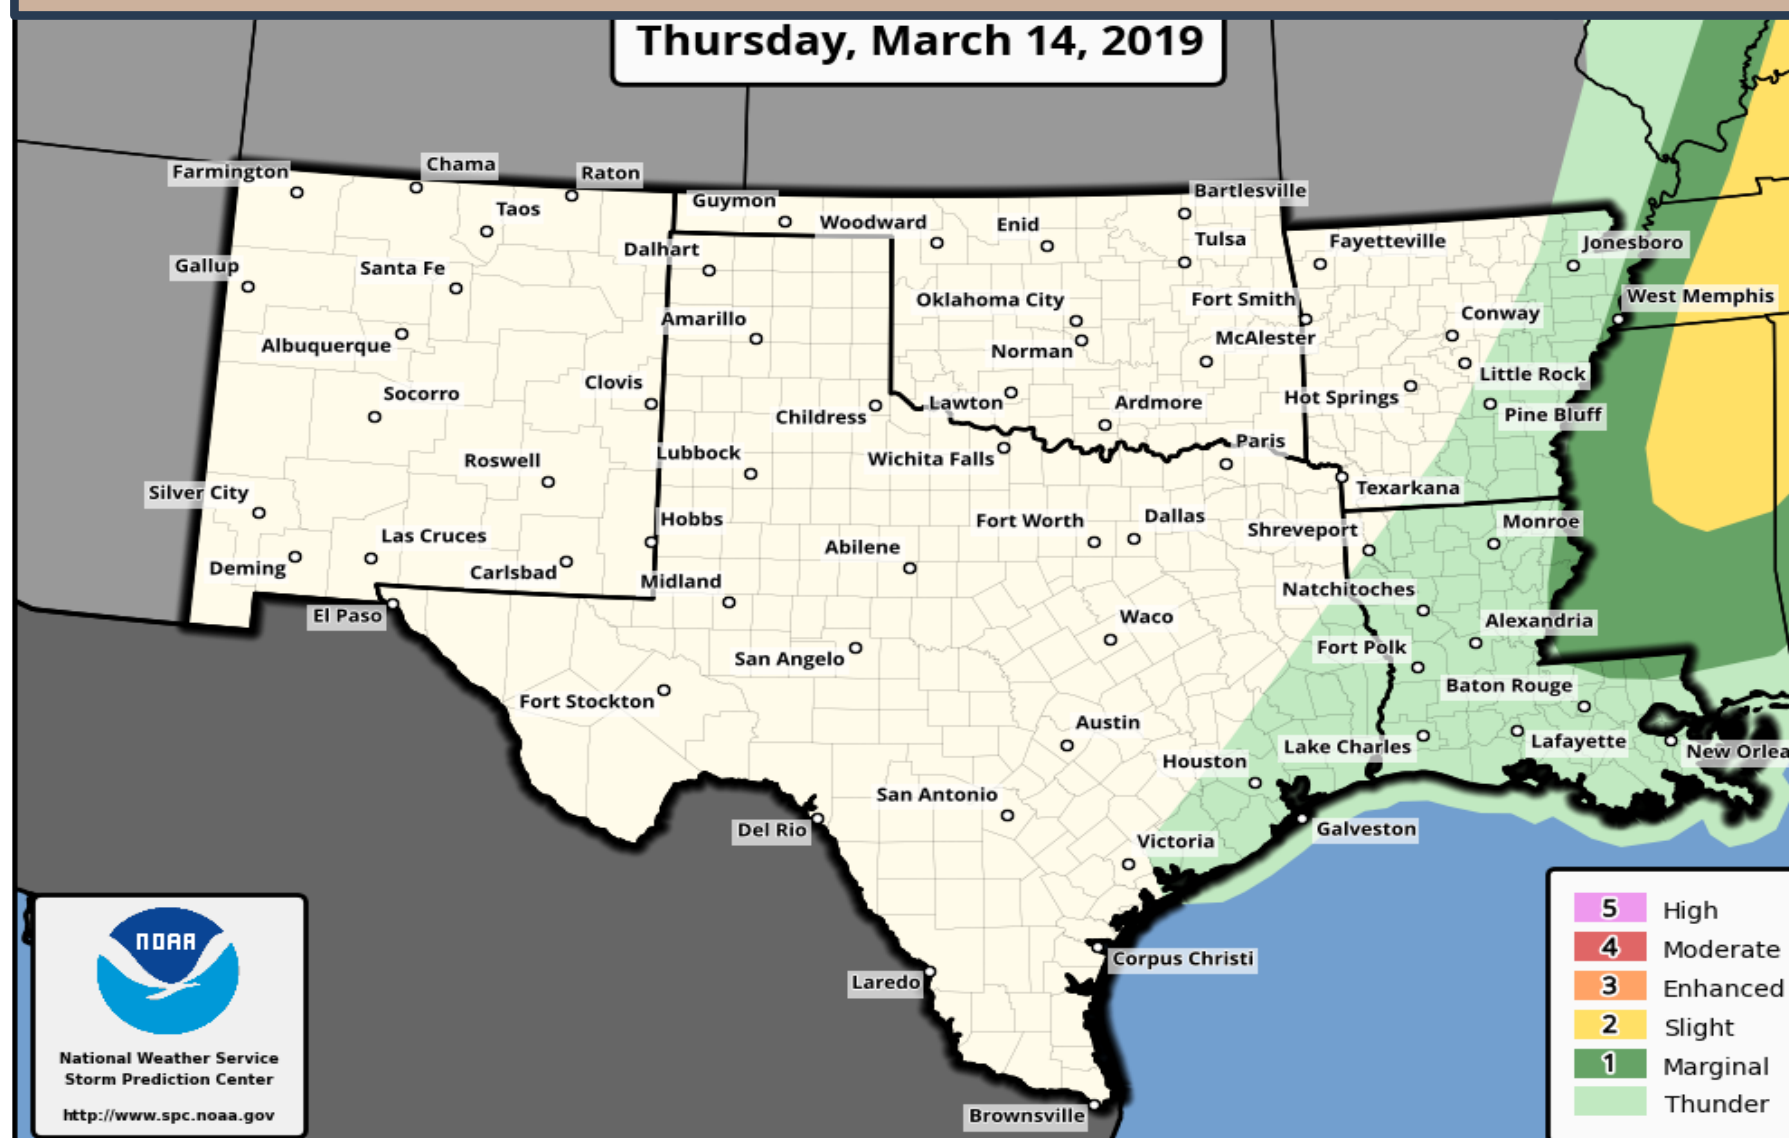 Thursday, March 14, 2019
Farmington
Chama
Raton
Taos
Guymon
Woodward
Enid
Bartlesville
Tulsa
Gallup
Santa Fe
Dalhart
Fayetteville
Jonesboro
Albuquerque
Amarillo
Oklahoma City
Fort Smith
West Memphis
Norman
McAlester
Conway
Socorro
Clovis
Childress
Lawton
Ardmore
Hot Springs
Little Rock
Pine Bluff
Roswell
Lubbock
Wichita Falls
Paris
Silver City
Texarkana
Las Cruces
Hobbs
Fort Worth
Dallas
Shreveport
Monroe
Deming
Carlsbad
Midland
Abilene
Natchitoches
El Paso
Waco
Alexandria
San Angelo
Fort Polk
Fort Stockton
Baton Rouge
Austin
Lake Charles
Lafayette
New Orlea
Houston
San Antonio
Del Rio
Victoria
Galveston
Laredo
Corpus Christi
Brownsville
NOAA
National Weather Service
Storm Prediction Center
http://www.spc.noaa.gov
5 High
4 Moderate
3 Enhanced
2 Slight
1 Marginal
Thunder